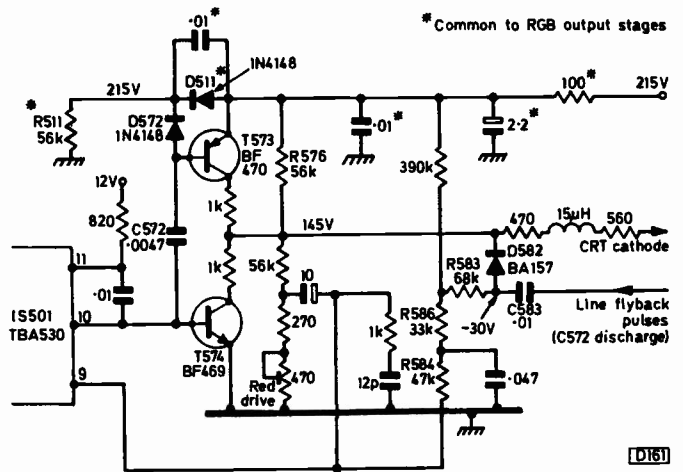 ·01*
*Common to RGB output stages
D511*
1N4148
215V
100*
215V
*
R511
56k
D572
1N4148
T573
BF
470
R576
56k
·01*
2·2*
390k
12V
820
1k
C572
·0047
145V
470
15µH
560
CRT cathode
11
·01
1k
56k
10
R583
68k
D582
BA157
-30V
C583
·01
Line flyback
pulses
(C572 discharge)
IS501
TBA530
10
9
T574
BF469
270
Red
drive
470
1k
12p
R586
33k
R584
47k
·047
D161